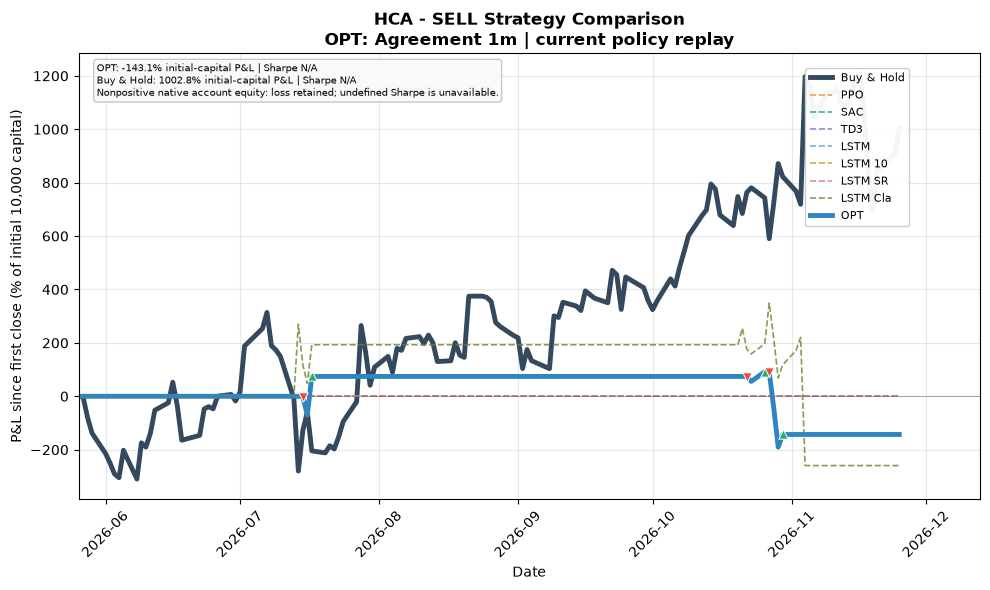 HCA - SELL Strategy Comparison
OPT: Agreement 1m | current policy replay
OPT: -143.1% initial-capital P&L | Sharpe N/A
Buy & Hold: 1002.8% initial-capital P&L | Sharpe N/A
Nonpositive native account equity: loss retained; undefined Sharpe is unavailable.
Buy & Hold
PPO
SAC
TD3
LSTM
LSTM 10
LSTM SR
LSTM Cla
OPT
P&L since first close (% of initial 10,000 capital)
1200
1000
800
600
400
200
0
−200
2026-06
2026-07
2026-08
2026-09
2026-10
2026-11
2026-12
Date